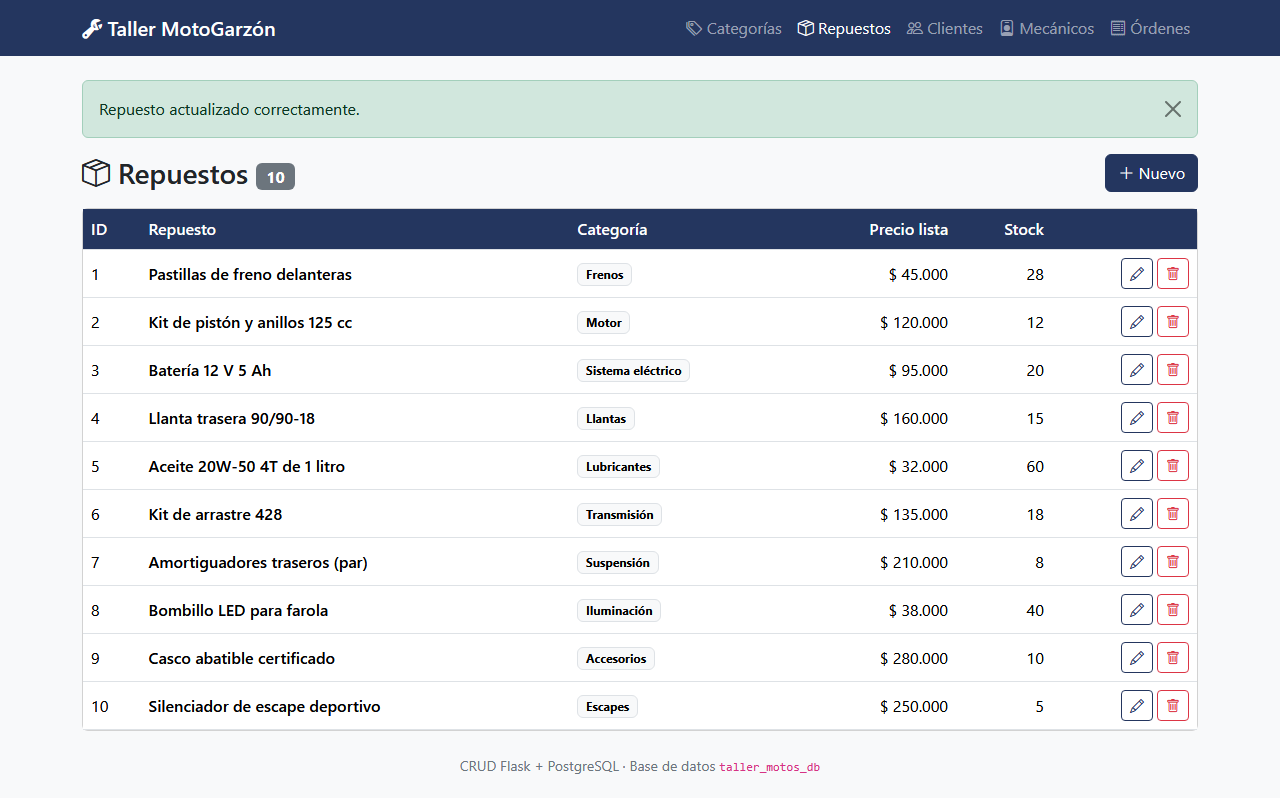 Taller MotoGarzón Categorías Repuestos Clientes Mecánicos Órdenes
Repuesto actualizado correctamente.
Repuestos 10 + Nuevo
ID Repuesto Categoría Precio lista Stock
1 Pastillas de freno delanteras Frenos $ 45.000 28
2 Kit de pistón y anillos 125 cc Motor $ 120.000 12
3 Batería 12 V 5 Ah Sistema eléctrico $ 95.000 20
4 Llanta trasera 90/90-18 Llantas $ 160.000 15
5 Aceite 20W-50 4T de 1 litro Lubricantes $ 32.000 60
6 Kit de arrastre 428 Transmisión $ 135.000 18
7 Amortiguadores traseros (par) Suspensión $ 210.000 8
8 Bombillo LED para farola Iluminación $ 38.000 40
9 Casco abatible certificado Accesorios $ 280.000 10
10 Silenciador de escape deportivo Escapes $ 250.000 5
CRUD Flask + PostgreSQL · Base de datos taller_motos_db